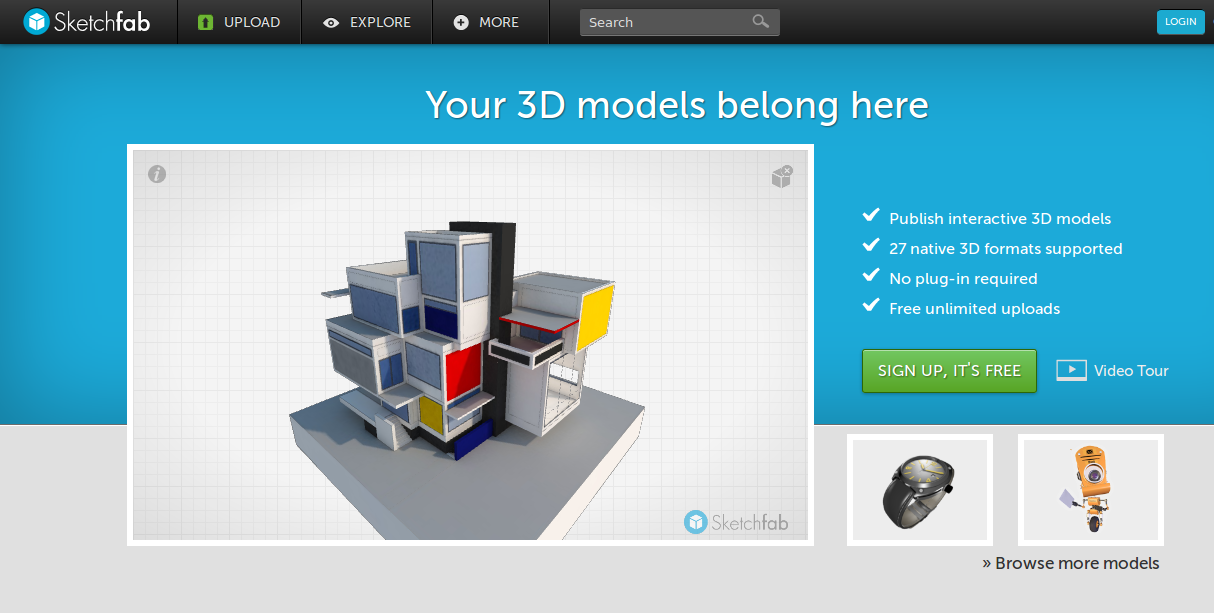 Sketchfab
UPLOAD
EXPLORE
MORE
Search
LOGIN
Your 3D models belong here
Publish interactive 3D models
27 native 3D formats supported
No plug-in required
Free unlimited uploads
SIGN UP, IT'S FREE
Video Tour
Sketchfab
» Browse more models